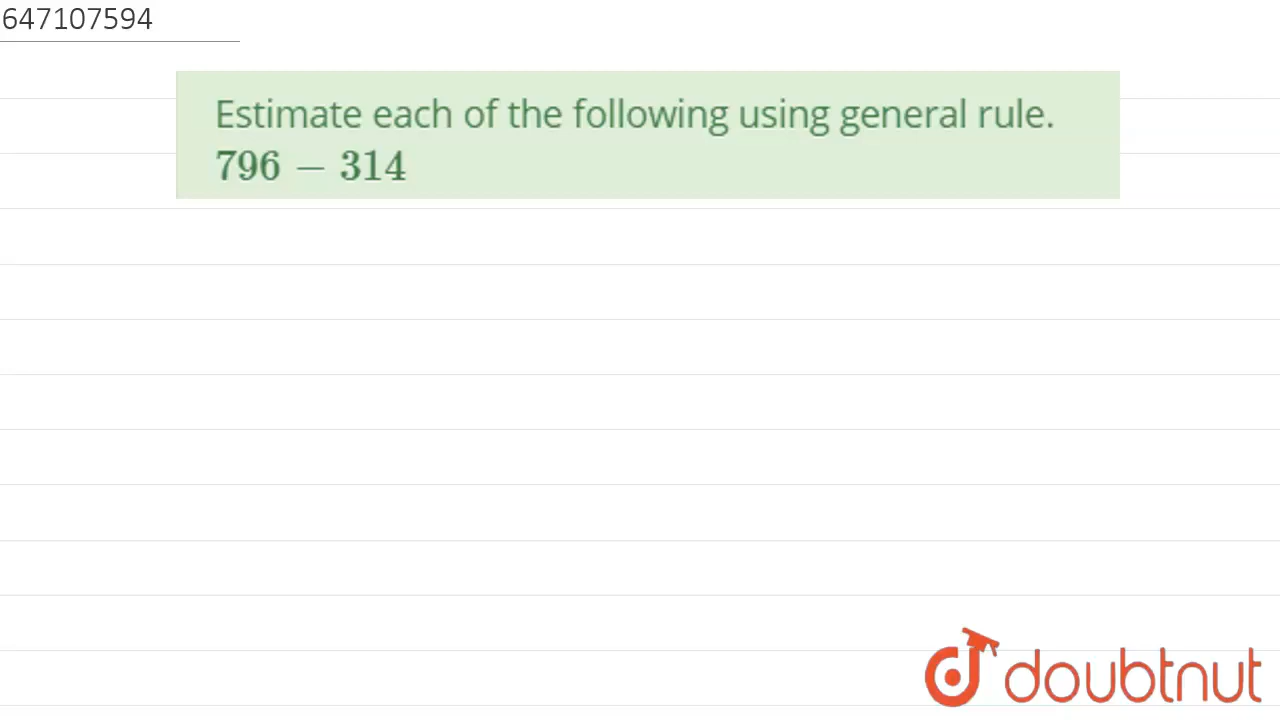 647107594
Estimate each of the following using general rule.
796 − 314
doubtnut